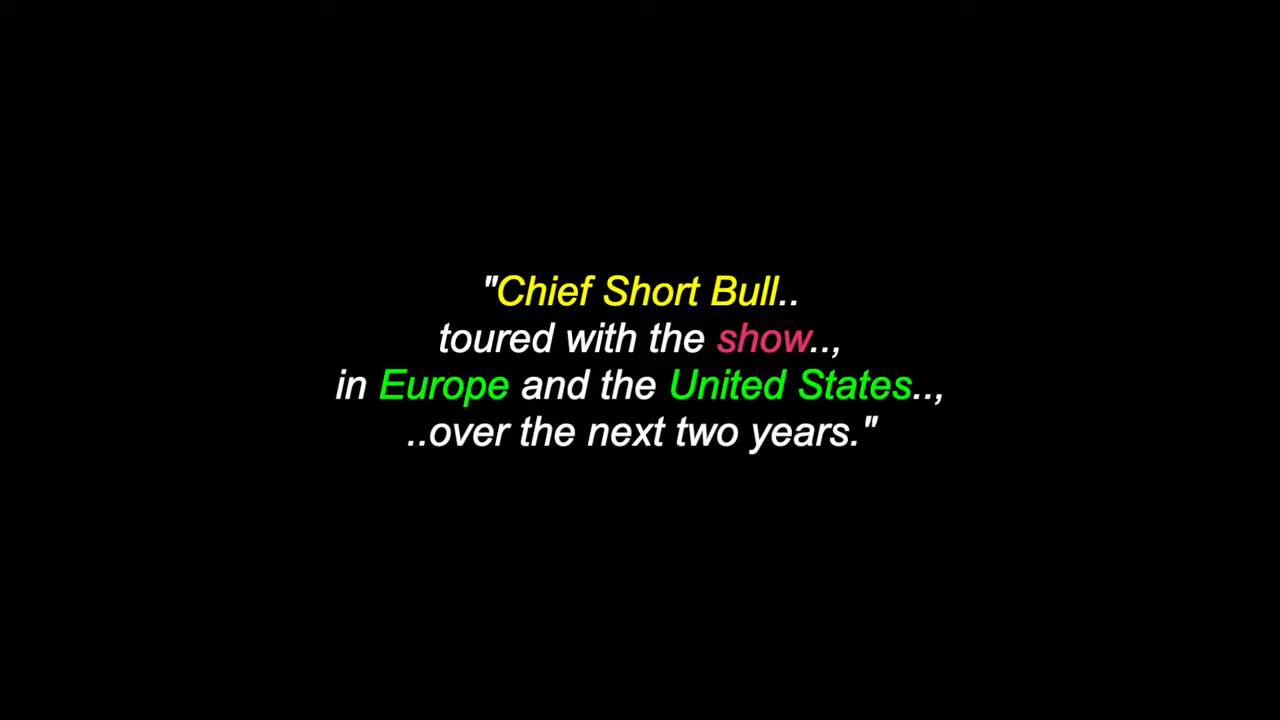 "Chief Short Bull..
toured with the show..,
in Europe and the United States..,
..over the next two years."